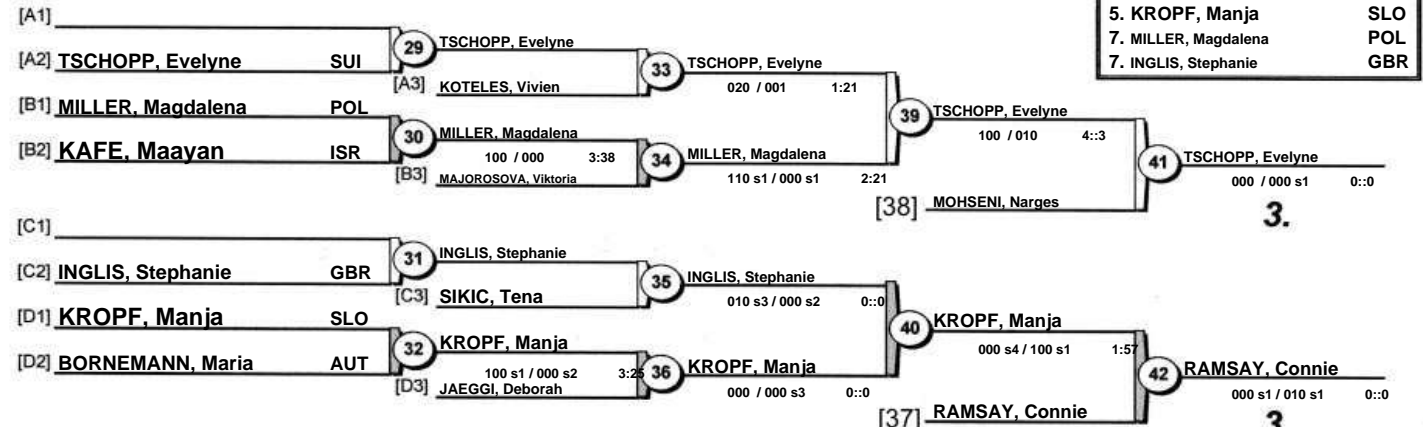 [A1]
[A2] TSCHOPP, Evelyne SUI
29
TSCHOPP, Evelyne
[A3] KOTELES, Vivien
33
TSCHOPP, Evelyne
020 / 001 1:21
[B1] MILLER, Magdalena POL
[B2] KAFE, Maayan ISR
30
MILLER, Magdalena
100 / 000 3:38
[B3] MAJOROSOVA, Viktoria
34
MILLER, Magdalena
110 s1 / 000 s1 2:21
39
TSCHOPP, Evelyne
100 / 010 4::3
[38] MOHSENI, Narges
41
TSCHOPP, Evelyne
000 / 000 s1 0::0
3.
[C1]
[C2] INGLIS, Stephanie GBR
31
INGLIS, Stephanie
[C3] SIKIC, Tena
35
INGLIS, Stephanie
010 s3 / 000 s2 0::0
[D1] KROPF, Manja SLO
[D2] BORNEMANN, Maria AUT
32
KROPF, Manja
100 s1 / 000 s2 3:25
[D3] JAEGGI, Deborah
36
KROPF, Manja
000 / 000 s3 0::0
40
KROPF, Manja
000 s4 / 100 s1 1:57
[37] RAMSAY, Connie
42
RAMSAY, Connie
000 s1 / 010 s1 0::0
3
5. KROPF, Manja SLO
7. MILLER, Magdalena POL
7. INGLIS, Stephanie GBR